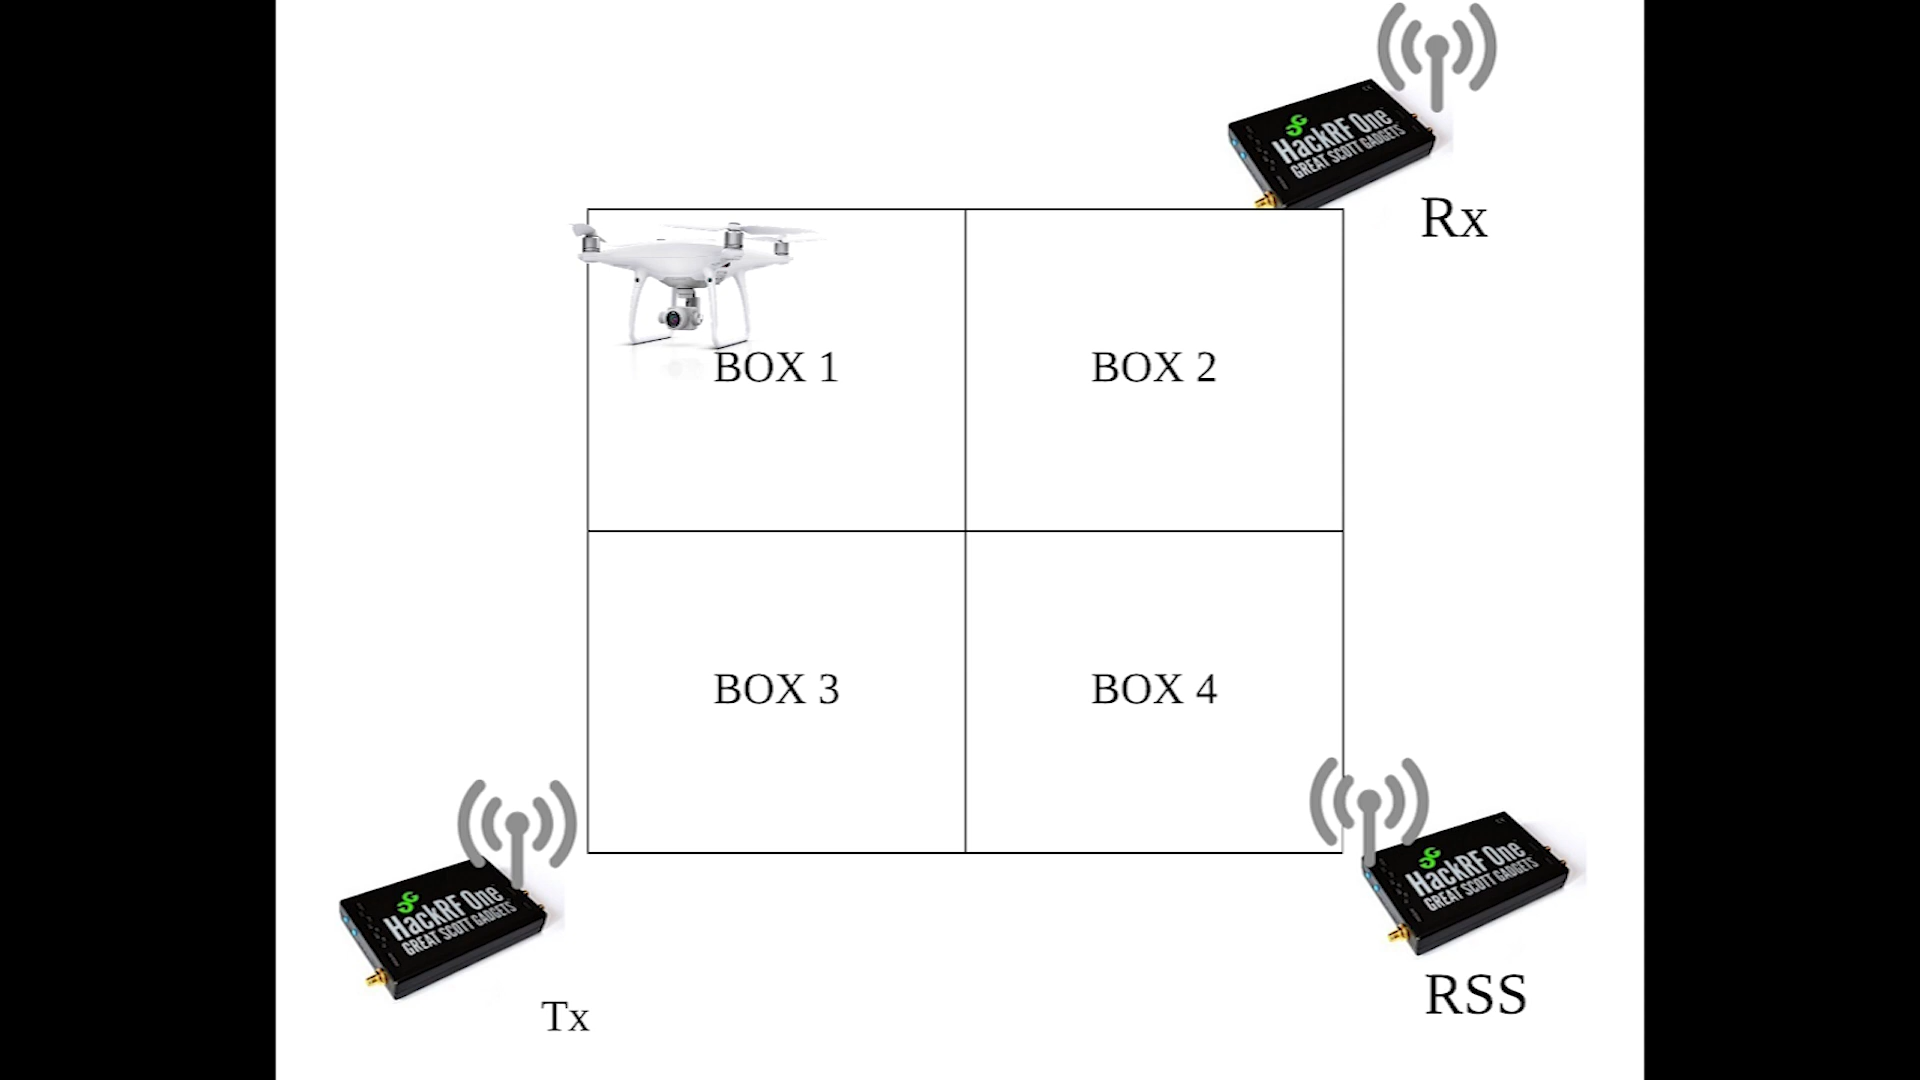 HackRF One
GREAT SCOTT GADGETS
Rx
BOX 1
BOX 2
BOX 3
BOX 4
HackRF One
GREAT SCOTT GADGETS
Tx
HackRF One
GREAT SCOTT GADGETS
RSS